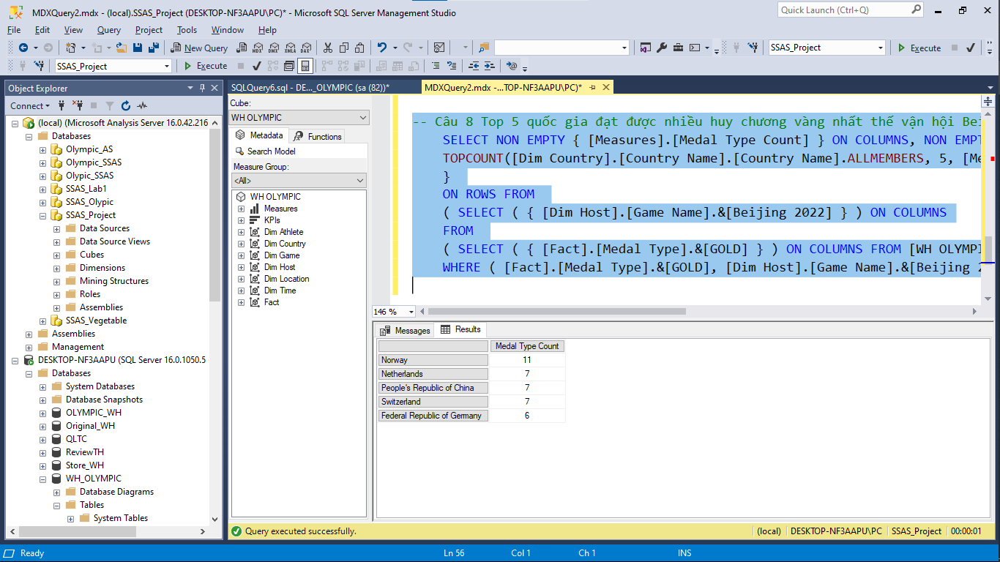 MDXQuery2.mdx - (local).SSAS_Project (DESKTOP-NF3AAPU\PC)* - Microsoft SQL Server Management Studio
Quick Launch (Ctrl+Q)
File Edit View Query Project Tools Window Help
New Query
MDX DMX XMLA DAX
SSAS_Project
Execute
SSAS_Project
Execute
Object Explorer
Connect
(local) (Microsoft Analysis Server 16.0.42.216
Databases
Olympic_AS
Olympic_SSAS
Olypic_SSAS
SSAS_Lab1
SSAS_Olypic
SSAS_Project
Data Sources
Data Source Views
Cubes
Dimensions
Mining Structures
Roles
Assemblies
SSAS_Vegetable
Assemblies
Management
DESKTOP-NF3AAPU (SQL Server 16.0.1050.5
Databases
System Databases
Database Snapshots
OLYMPIC_WH
Original_WH
QLTC
ReviewTH
Store_WH
WH_OLYMPIC
Database Diagrams
Tables
System Tables
SQLQuery6.sql - DE..._OLYMPIC (sa (82))*
MDXQuery2.mdx -...TOP-NF3AAPU\PC)*
Cube:
WH OLYMPIC
Metadata
Functions
Search Model
Measure Group:
<All>
WH OLYMPIC
Measures
KPIs
Dim Athlete
Dim Country
Dim Game
Dim Host
Dim Location
Dim Time
Fact
-- Câu 8 Top 5 quốc gia đạt được nhiều huy chương vàng nhất thế vận hội Bei
SELECT NON EMPTY { [Measures].[Medal Type Count] } ON COLUMNS, NON EMPT
TOPCOUNT([Dim Country].[Country Name].[Country Name].ALLMEMBERS, 5, [Me
}
ON ROWS FROM
( SELECT ( { [Dim Host].[Game Name].&[Beijing 2022] } ) ON COLUMNS
FROM
( SELECT ( { [Fact].[Medal Type].&[GOLD] } ) ON COLUMNS FROM [WH OLYMPI
WHERE ( [Fact].[Medal Type].&[GOLD], [Dim Host].[Game Name].&[Beijing 2
146 %
Messages
Results
Medal Type Count
Norway 11
Netherlands 7
People's Republic of China 7
Switzerland 7
Federal Republic of Germany 6
Query executed successfully.
(local) DESKTOP-NF3AAPU\PC SSAS_Project 00:00:01
Ready
Ln 56 Col 1 Ch 1 INS